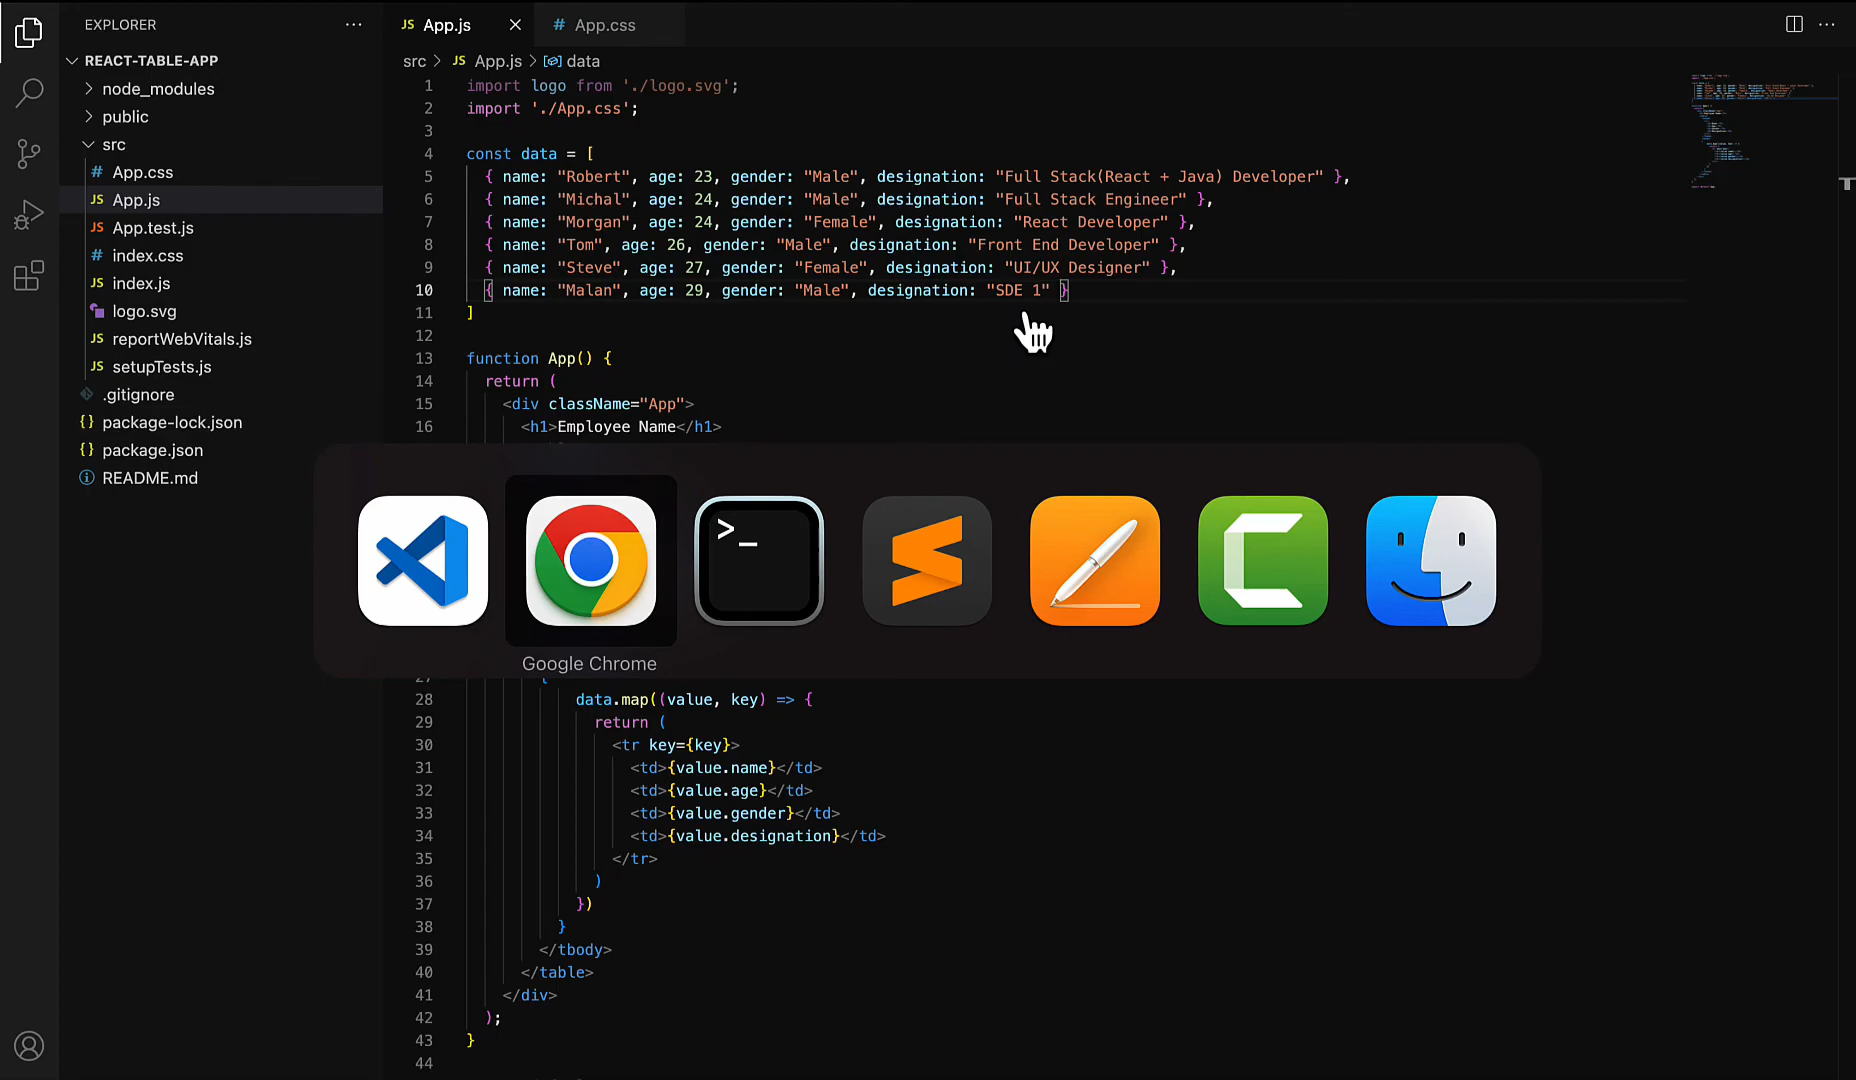 EXPLORER
REACT-TABLE-APP
node_modules
public
src
# App.css
JS App.js
JS App.test.js
# index.css
JS index.js
logo.svg
JS reportWebVitals.js
JS setupTests.js
.gitignore
{} package-lock.json
{} package.json
README.md
JS App.js
# App.css
src > JS App.js > data
1 import logo from './logo.svg';
2 import './App.css';
3
4 const data = [
5 { name: "Robert", age: 23, gender: "Male", designation: "Full Stack(React + Java) Developer" },
6 { name: "Michal", age: 24, gender: "Male", designation: "Full Stack Engineer" },
7 { name: "Morgan", age: 24, gender: "Female", designation: "React Developer" },
8 { name: "Tom", age: 26, gender: "Male", designation: "Front End Developer" },
9 { name: "Steve", age: 27, gender: "Female", designation: "UI/UX Designer" },
10 { name: "Malan", age: 29, gender: "Male", designation: "SDE 1" }
11 ]
12
13 function App() {
14 return (
15 <div className="App">
16 <h1>Employee Name</h1>
>_
Google Chrome
27 {
28 data.map((value, key) => {
29 return (
30 <tr key={key}>
31 <td>{value.name}</td>
32 <td>{value.age}</td>
33 <td>{value.gender}</td>
34 <td>{value.designation}</td>
35 </tr>
36 )
37 })
38 }
39 </tbody>
40 </table>
41 </div>
42 );
43 }
44